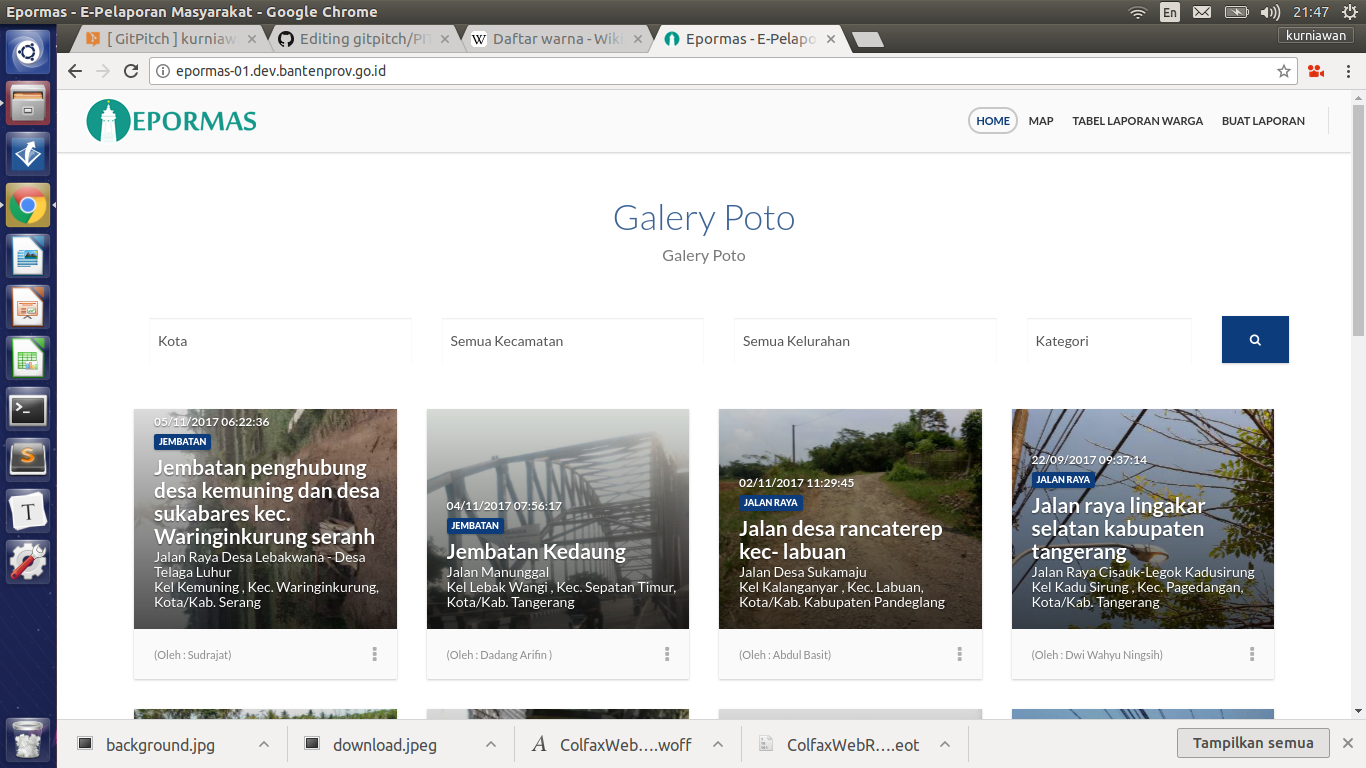 Epormas - E-Pelaporan Masyarakat - Google Chrome
En
21:47
[ GitPitch ] kurniaw
Editing gitpitch/PIT
Daftar warna - Wiki
Epormas - E-Pelapo
kurniawan
epormas-01.dev.bantenprov.go.id
EPORMAS
HOME
MAP
TABEL LAPORAN WARGA
BUAT LAPORAN
Galery Poto
Galery Poto
Kota
Semua Kecamatan
Semua Kelurahan
Kategori
05/11/2017 06:22:36
JEMBATAN
Jembatan penghubung
desa kemuning dan desa
sukabares kec.
Waringinkurung seranh
Jalan Raya Desa Lebakwana - Desa
Telaga Luhur
Kel Kemuning , Kec. Waringinkurung,
Kota/Kab. Serang
(Oleh : Sudrajat)
04/11/2017 07:56:17
JEMBATAN
Jembatan Kedaung
Jalan Manunggal
Kel Lebak Wangi , Kec. Sepatan Timur,
Kota/Kab. Tangerang
(Oleh : Dadang Arifin )
02/11/2017 11:29:45
JALAN RAYA
Jalan desa rancaterep
kec- labuan
Jalan Desa Sukamaju
Kel Kalanganyar , Kec. Labuan,
Kota/Kab. Kabupaten Pandeglang
(Oleh : Abdul Basit)
22/09/2017 09:37:14
JALAN RAYA
Jalan raya lingakar
selatan kabupaten
tangerang
Jalan Raya Cisauk-Legok Kadusirung
Kel Kadu Sirung , Kec. Pagedangan,
Kota/Kab. Tangerang
(Oleh : Dwi Wahyu Ningsih)
background.jpg
download.jpeg
ColfaxWeb....woff
ColfaxWebR....eot
Tampilkan semua